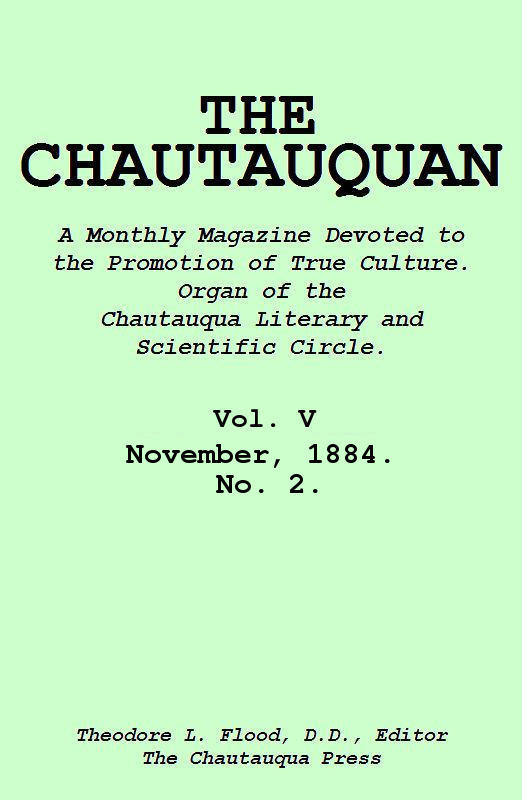 THE
CHAUTAUQUAN
A Monthly Magazine Devoted to
the Promotion of True Culture.
Organ of the
Chautauqua Literary and
Scientific Circle.
Vol. V
November, 1884.
No. 2.
Theodore L. Flood, D.D., Editor
The Chautauqua Press